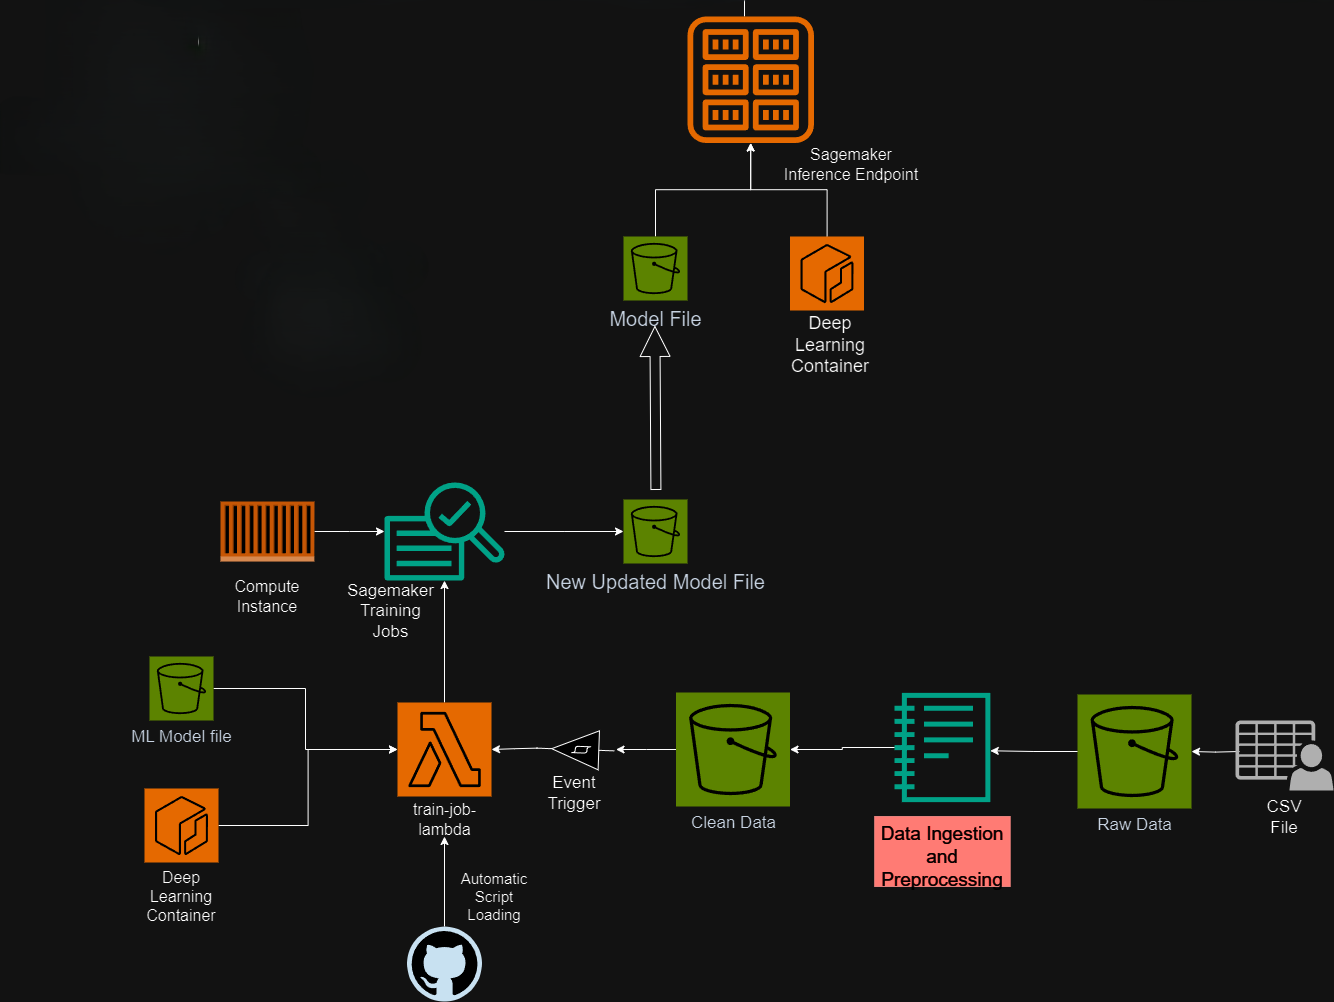 Sagemaker
Inference Endpoint
Model File
Deep
Learning
Container
New Updated Model File
Compute
Instance
Sagemaker
Training
Jobs
ML Model file
train-job-
lambda
Event
Trigger
Clean Data
Data Ingestion
and
Preprocessing
Raw Data
CSV
File
Deep
Learning
Container
Automatic
Script
Loading